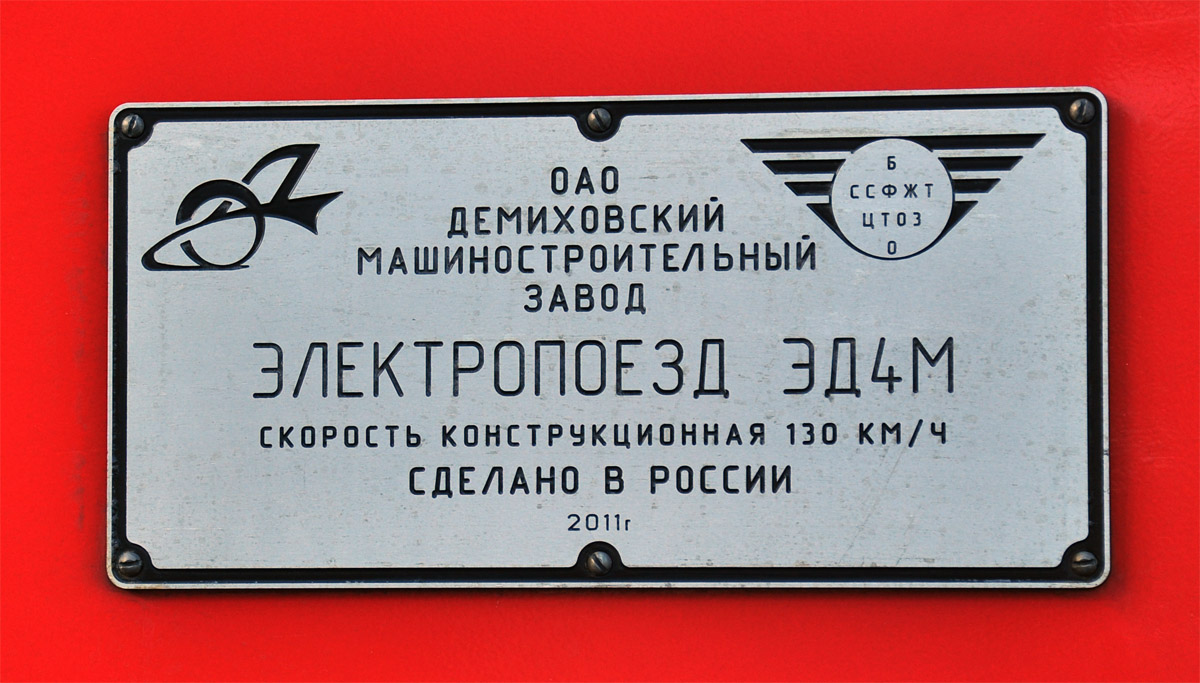 ОАО
ДЕМИХОВСКИЙ
МАШИНОСТРОИТЕЛЬНЫЙ
ЗАВОД
Б
ССФЖТ
ЦТОЗ
О
ЭЛЕКТРОПОЕЗД ЭД4М
СКОРОСТЬ КОНСТРУКЦИОННАЯ 130 КМ/Ч
СДЕЛАНО В РОССИИ
2011г